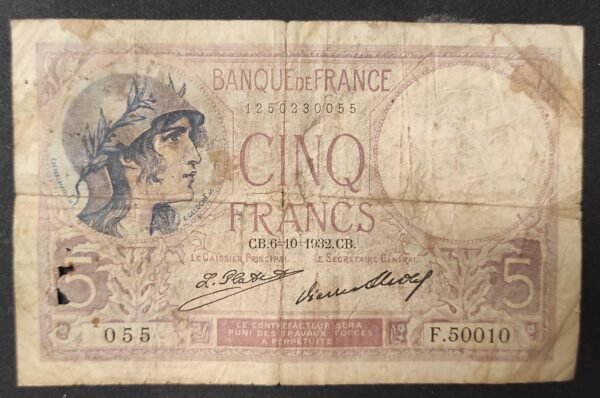 BANQUE DE FRANCE
1250230055
CINQ
FRANCS
CB.6-10-1932.CB.
LE CAISSIER PRINCIPAL LE SECRÉTAIRE GÉNÉRAL
5 5
055 LE CONTREFACTEUR SERA F.50010
PUNI DES TRAVAUX FORCÉS
A PERPÉTUITÉ